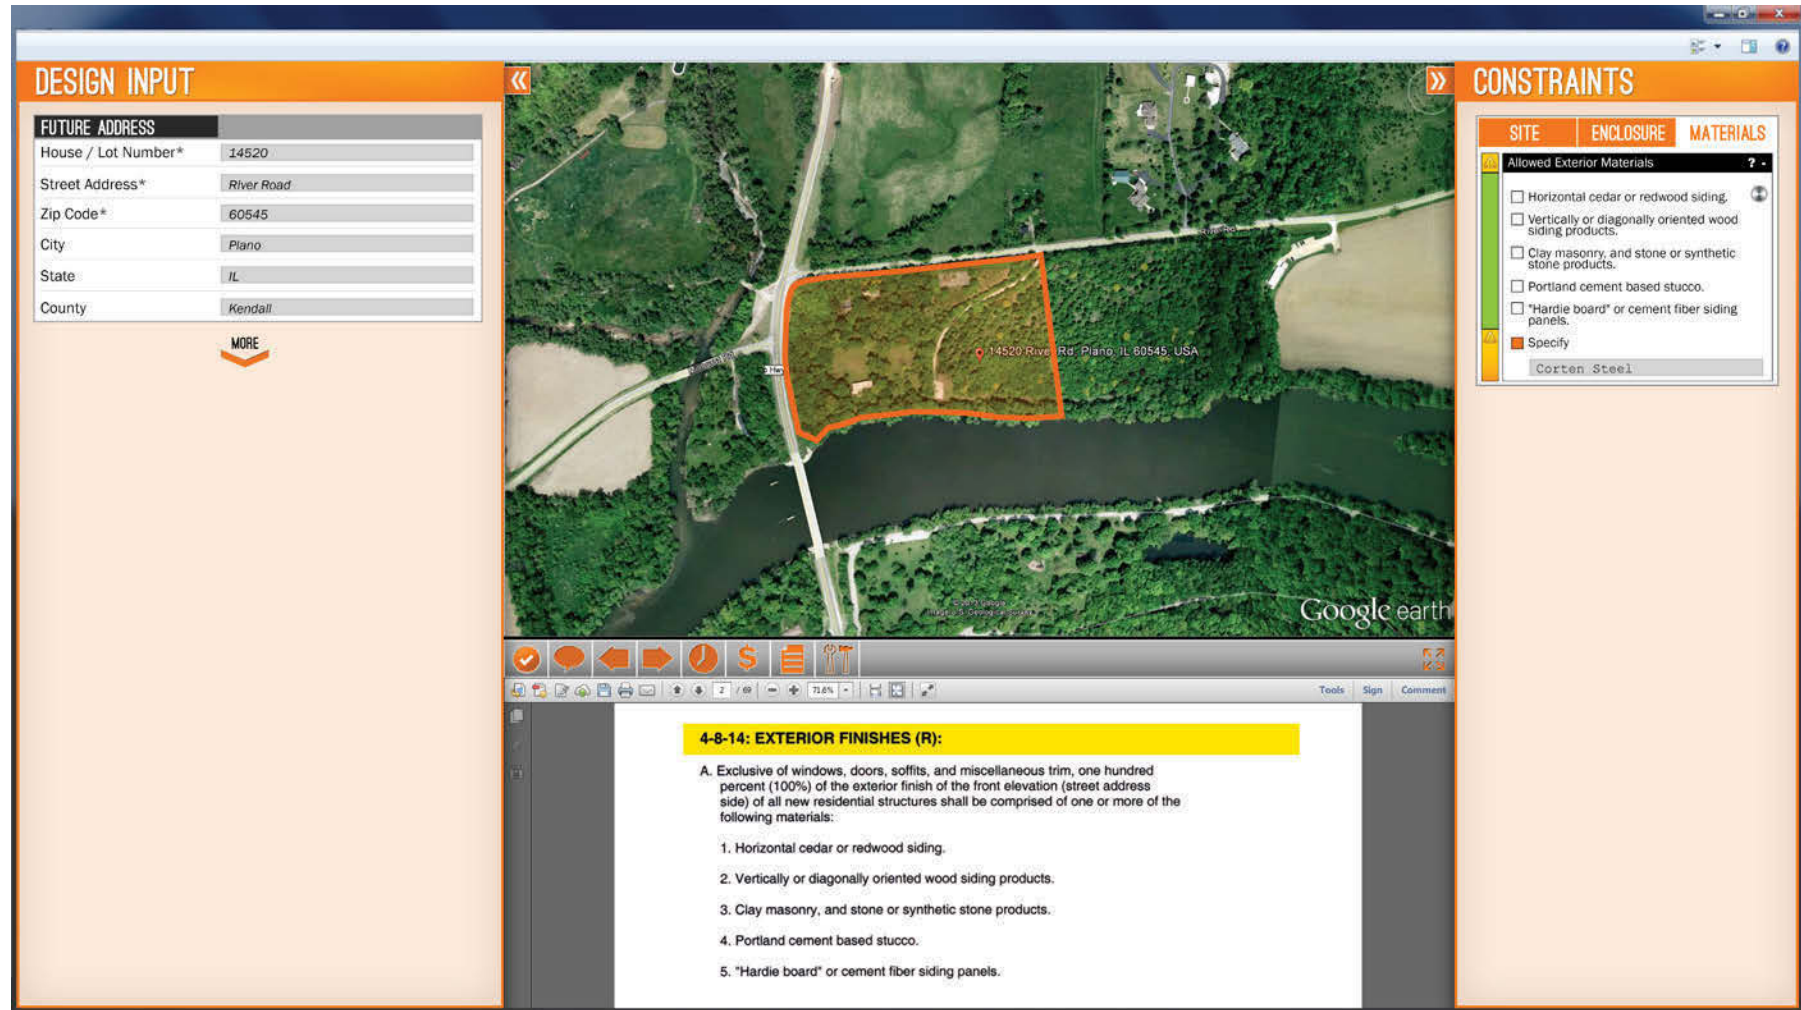 DESIGN INPUT
FUTURE ADDRESS
House / Lot Number* 14520
Street Address* River Road
Zip Code* 60545
City Plano
State IL
County Kendall
MORE
River Rd
14520 River Rd, Plano, IL 60545, USA
Google earth
CONSTRAINTS
SITE ENCLOSURE MATERIALS
Allowed Exterior Materials ? -
Horizontal cedar or redwood siding.
Vertically or diagonally oriented wood
siding products.
Clay masonry, and stone or synthetic
stone products.
Portland cement based stucco.
"Hardie board" or cement fiber siding
panels.
Specify
Corten Steel
2 / 69 71.6% Tools Sign Comment
4-8-14: EXTERIOR FINISHES (R):
A. Exclusive of windows, doors, soffits, and miscellaneous trim, one hundred
percent (100%) of the exterior finish of the front elevation (street address
side) of all new residential structures shall be comprised of one or more of the
following materials:
1. Horizontal cedar or redwood siding.
2. Vertically or diagonally oriented wood siding products.
3. Clay masonry, and stone or synthetic stone products.
4. Portland cement based stucco.
5. "Hardie board" or cement fiber siding panels.